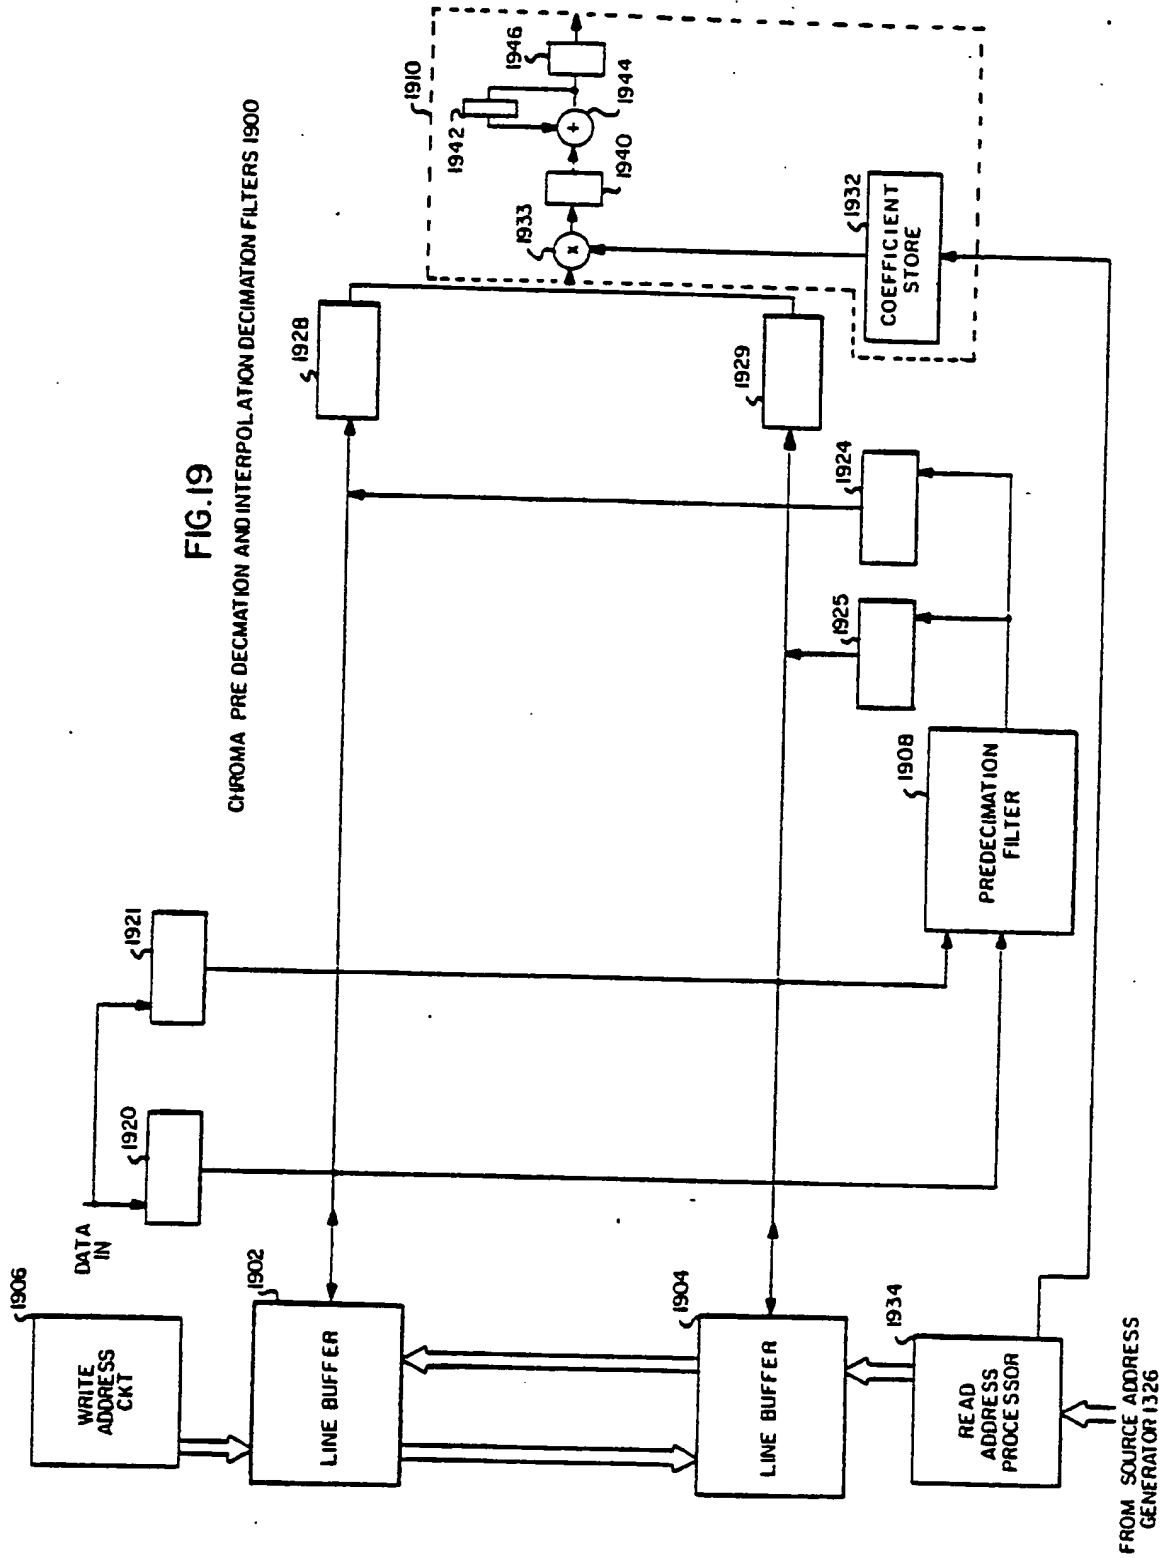 FIG.19
CHROMA PRE DECMATION AND INTERPOLATION DECIMATION FILTERS 1900
1906
WRITE
ADDRESS
CKT
DATA
IN
1920
1921
1902
LINE BUFFER
1904
LINE BUFFER
1934
READ
ADDRESS
PROCESSOR
FROM SOURCE ADDRESS
GENERATOR 1326
1908
PREDECIMATION
FILTER
1925
1924
1928
1929
1910
1933
x
1940
1942
+
1944
1946
1932
COEFFICIENT
STORE